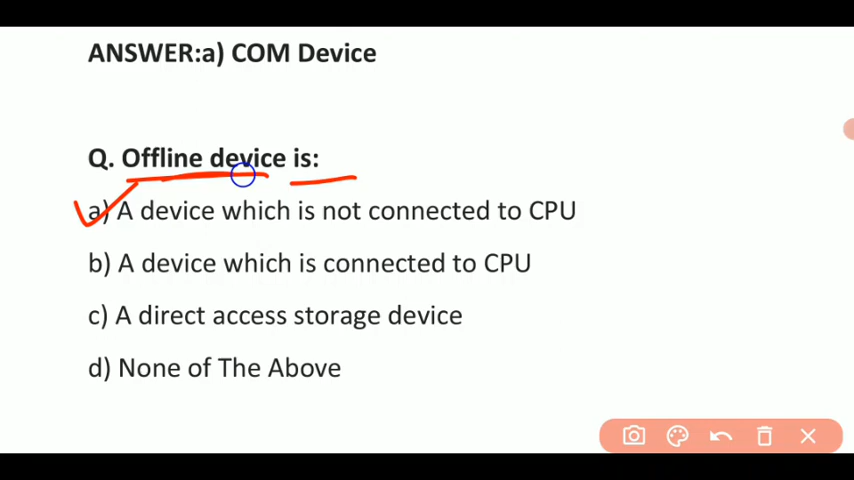 ANSWER:a) COM Device
Q. Offline device is:
a) A device which is not connected to CPU
b) A device which is connected to CPU
c) A direct access storage device
d) None of The Above